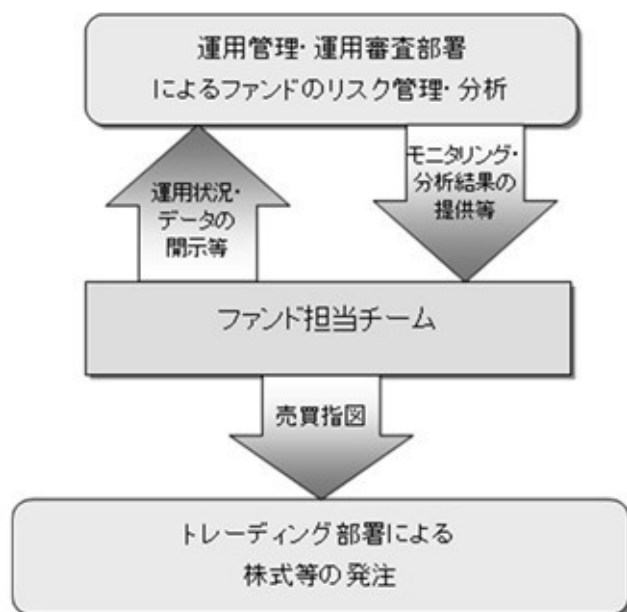 運用管理・運用審査部署
によるファンドのリスク管理・分析
運用状況・
データの
開示等
モニタリング・
分析結果の
提供等
ファンド担当チーム
売買指図
トレーディング部署による
株式等の発注